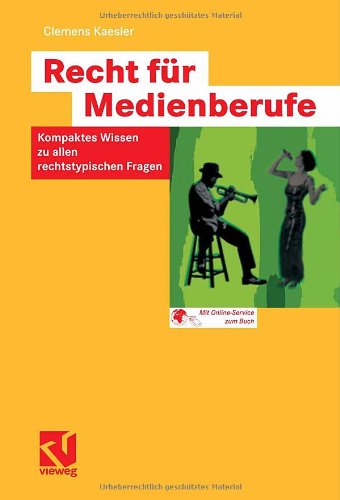 Urheberrechtlich geschütztes Material
Clemens Kaesler
Recht für
Medienberufe
Kompaktes Wissen
zu allen
rechtstypischen Fragen
Mit Online-Service
zum Buch
vieweg
Urheberrechtlich geschütztes Material